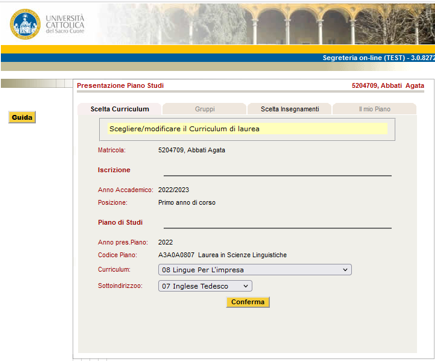 UNIVERSITÀ
CATTOLICA
del Sacro Cuore
Segreteria on-line (TEST) - 3.0.827
Presentazione Piano Studi 5204709, Abbati Agata
Guida
Scelta Curriculum Gruppi Scelta Insegnamenti Il mio Piano
Scegliere/modificare il Curriculum di laurea
Matricola: 5204709, Abbati Agata
Iscrizione
Anno Accademico: 2022/2023
Posizione: Primo anno di corso
Piano di Studi
Anno pres.Piano: 2022
Codice Piano: A3A0A0807 Laurea in Scienze Linguistiche
Curriculum: 08 Lingue Per L'impresa
Sottoindirizzoo: 07 Inglese Tedesco
Conferma